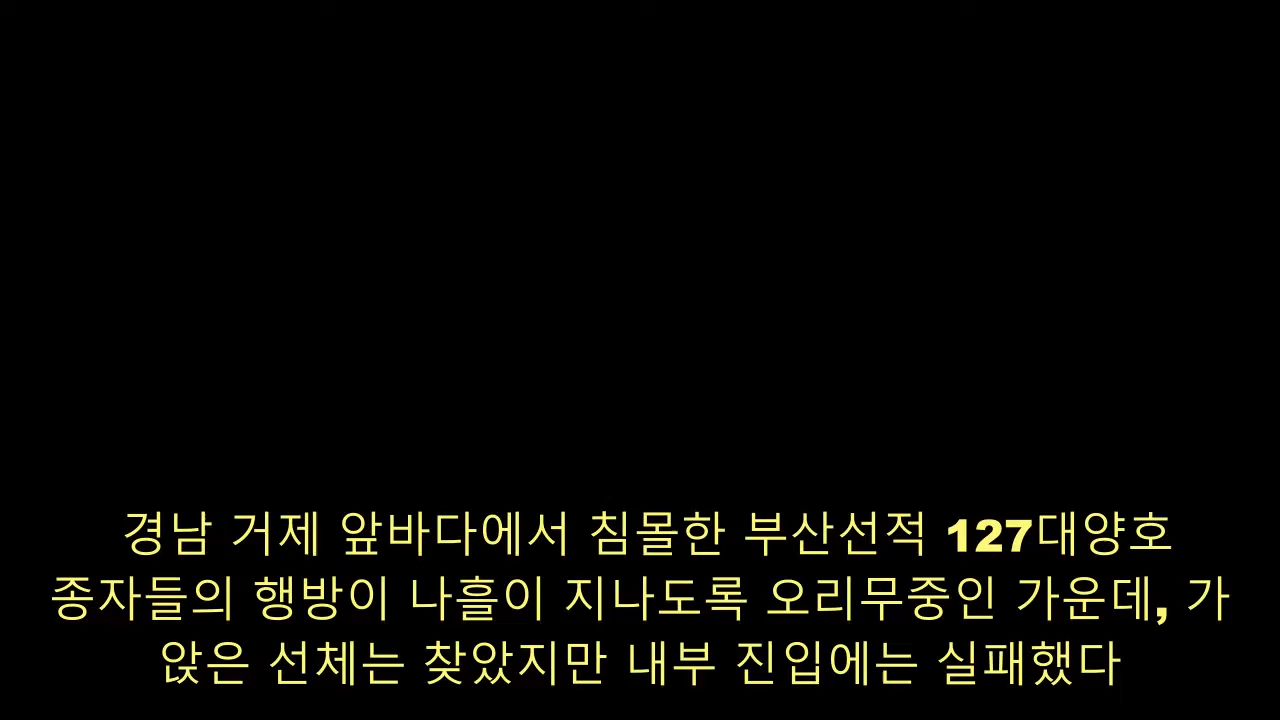 경남 거제 앞바다에서 침몰한 부산선적 127대양호
종자들의 행방이 나흘이 지나도록 오리무중인 가운데, 가
앉은 선체는 찾았지만 내부 진입에는 실패했다